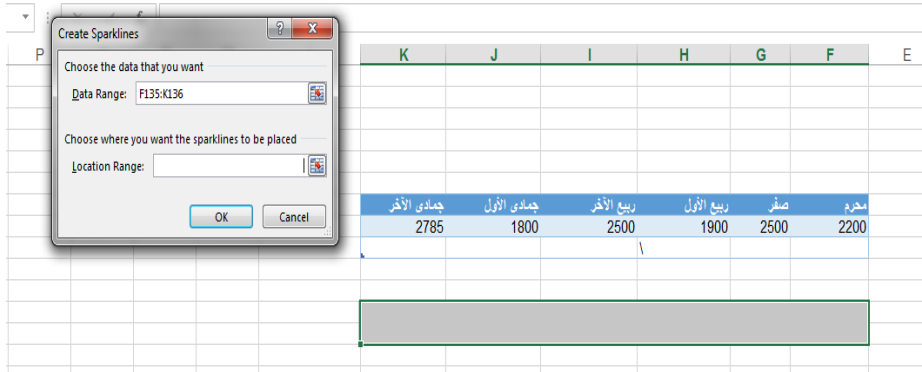 Create Sparklines
Choose the data that you want
Data Range: F135:K136
Choose where you want the sparklines to be placed
Location Range:
OK Cancel
P K J I H G F E
محرم صفر ربيع الأول ربيع الآخر جمادى الأول جمادى الآخر
2200 2500 1900 2500 1800 2785
\